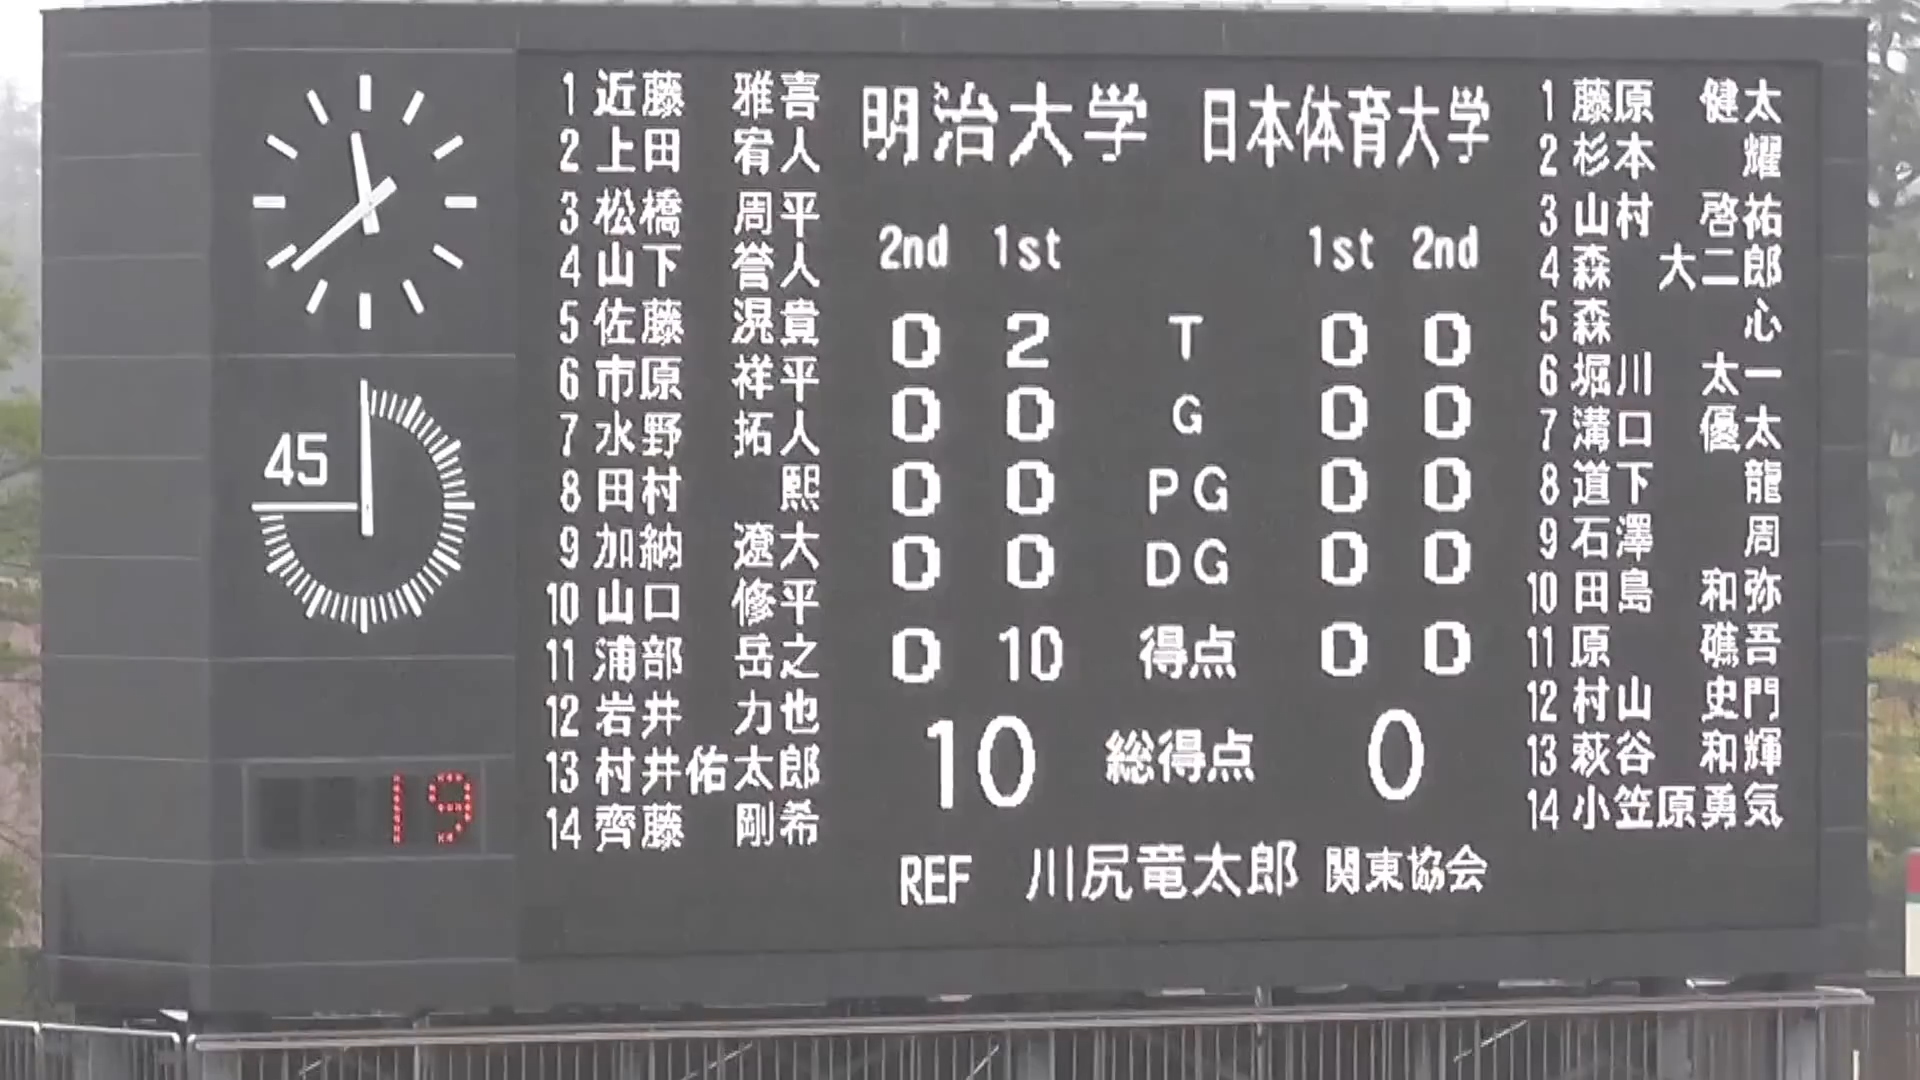 45
19
1 近藤 雅喜
2 上田 宥人
3 松橋 周平
4 山下 誉人
5 佐藤 滉貴
6 市原 祥平
7 水野 拓人
8 田村 熙
9 加納 遼大
10 山口 修平
11 浦部 岳之
12 岩井 力也
13 村井佑太郎
14 齊藤 剛希
明治大学 日本体育大学
2nd 1st 1st 2nd
0 2 T 0 0
0 0 G 0 0
0 0 PG 0 0
0 0 DG 0 0
0 10 得点 0 0
10 総得点 0
REF 川尻竜太郎 関東協会
1 藤原 健太
2 杉本 耀
3 山村 啓祐
4 森 大二郎
5 森 心
6 堀川 太一
7 溝口 優太
8 道下 龍
9 石澤 周
10 田島 和弥
11 原 礁吾
12 村山 史門
13 萩谷 和輝
14 小笠原勇気